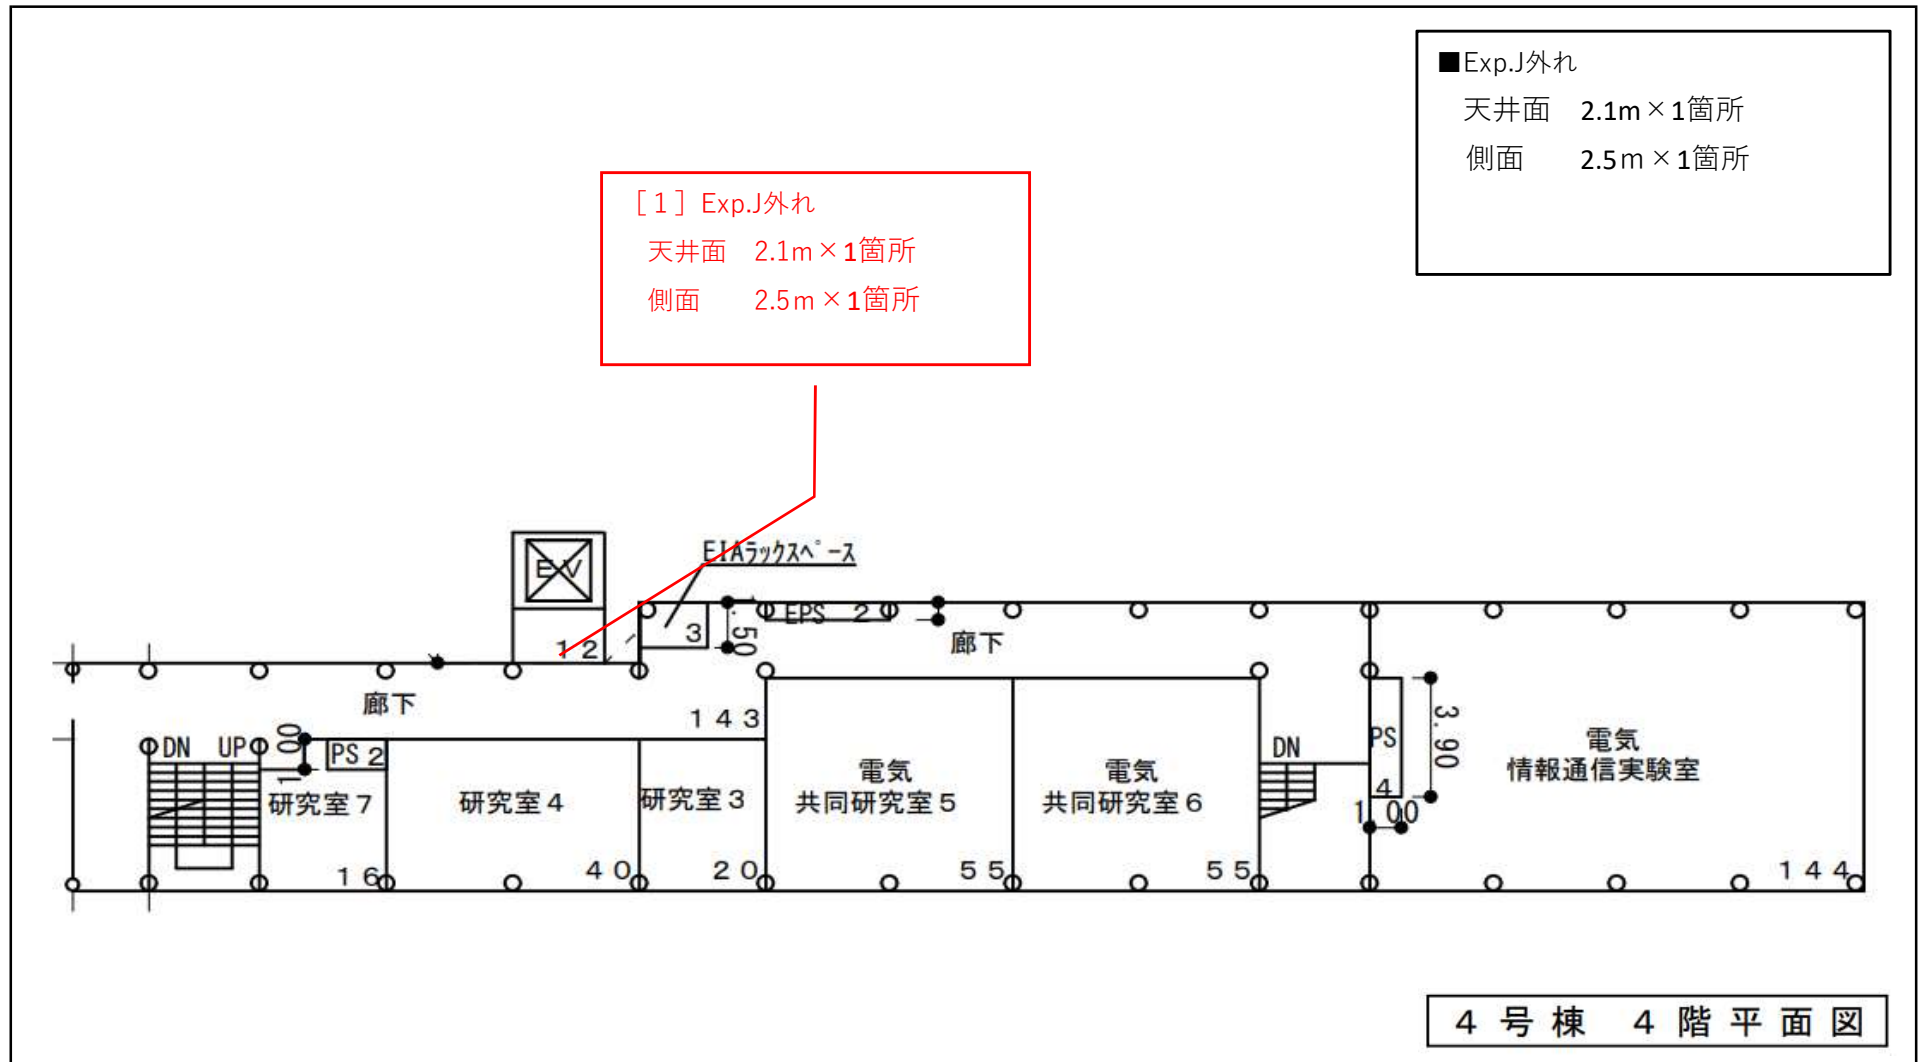 ■Exp.J外れ
天井面 2.1m×1箇所
側面 2.5m×1箇所
[1] Exp.J外れ
天井面 2.1m×1箇所
側面 2.5m×1箇所
EV
EIAラックスペース
12
3
1.50
EPS 2
廊下
廊下
143
DN UP
1.00
PS 2
研究室7
16
研究室4
40
研究室3
20
電気
共同研究室5
55
電気
共同研究室6
55
DN
PS
4
3.90
1.00
電気
情報通信実験室
144
4号棟 4階平面図